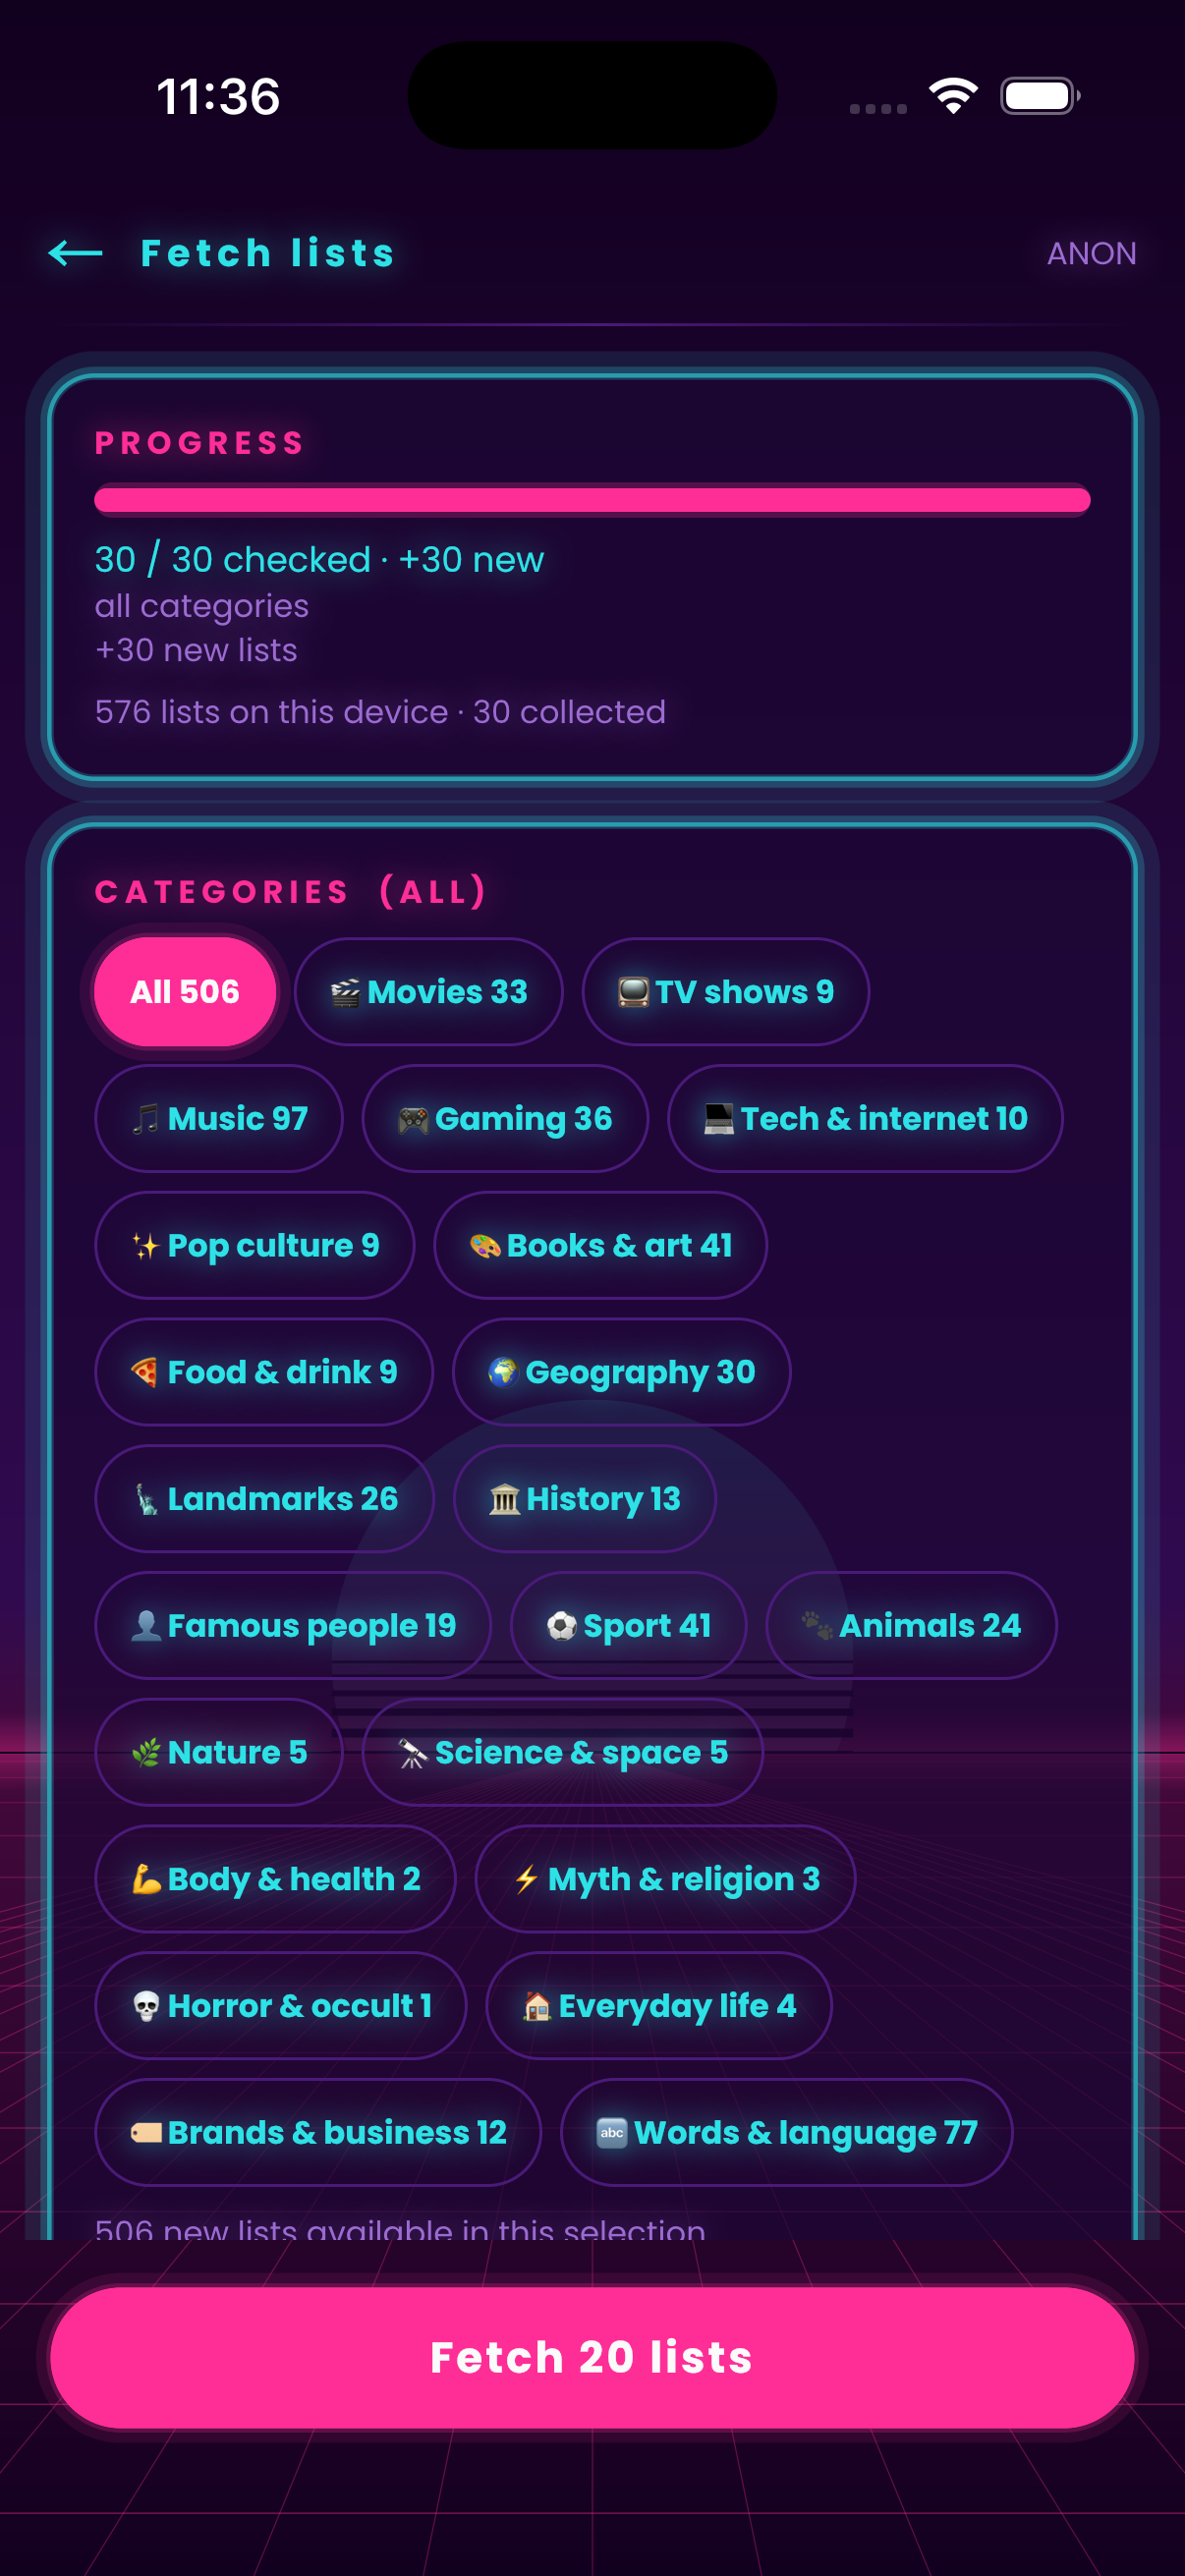 11:36
Fetch lists
ANON
PROGRESS
30 / 30 checked · +30 new
all categories
+30 new lists
576 lists on this device · 30 collected
CATEGORIES (ALL)
All 506
Movies 33
TV shows 9
Music 97
Gaming 36
Tech & internet 10
Pop culture 9
Books & art 41
Food & drink 9
Geography 30
Landmarks 26
History 13
Famous people 19
Sport 41
Animals 24
Nature 5
Science & space 5
Body & health 2
Myth & religion 3
Horror & occult 1
Everyday life 4
Brands & business 12
abc
Words & language 77
506 new lists available in this selection
Fetch 20 lists